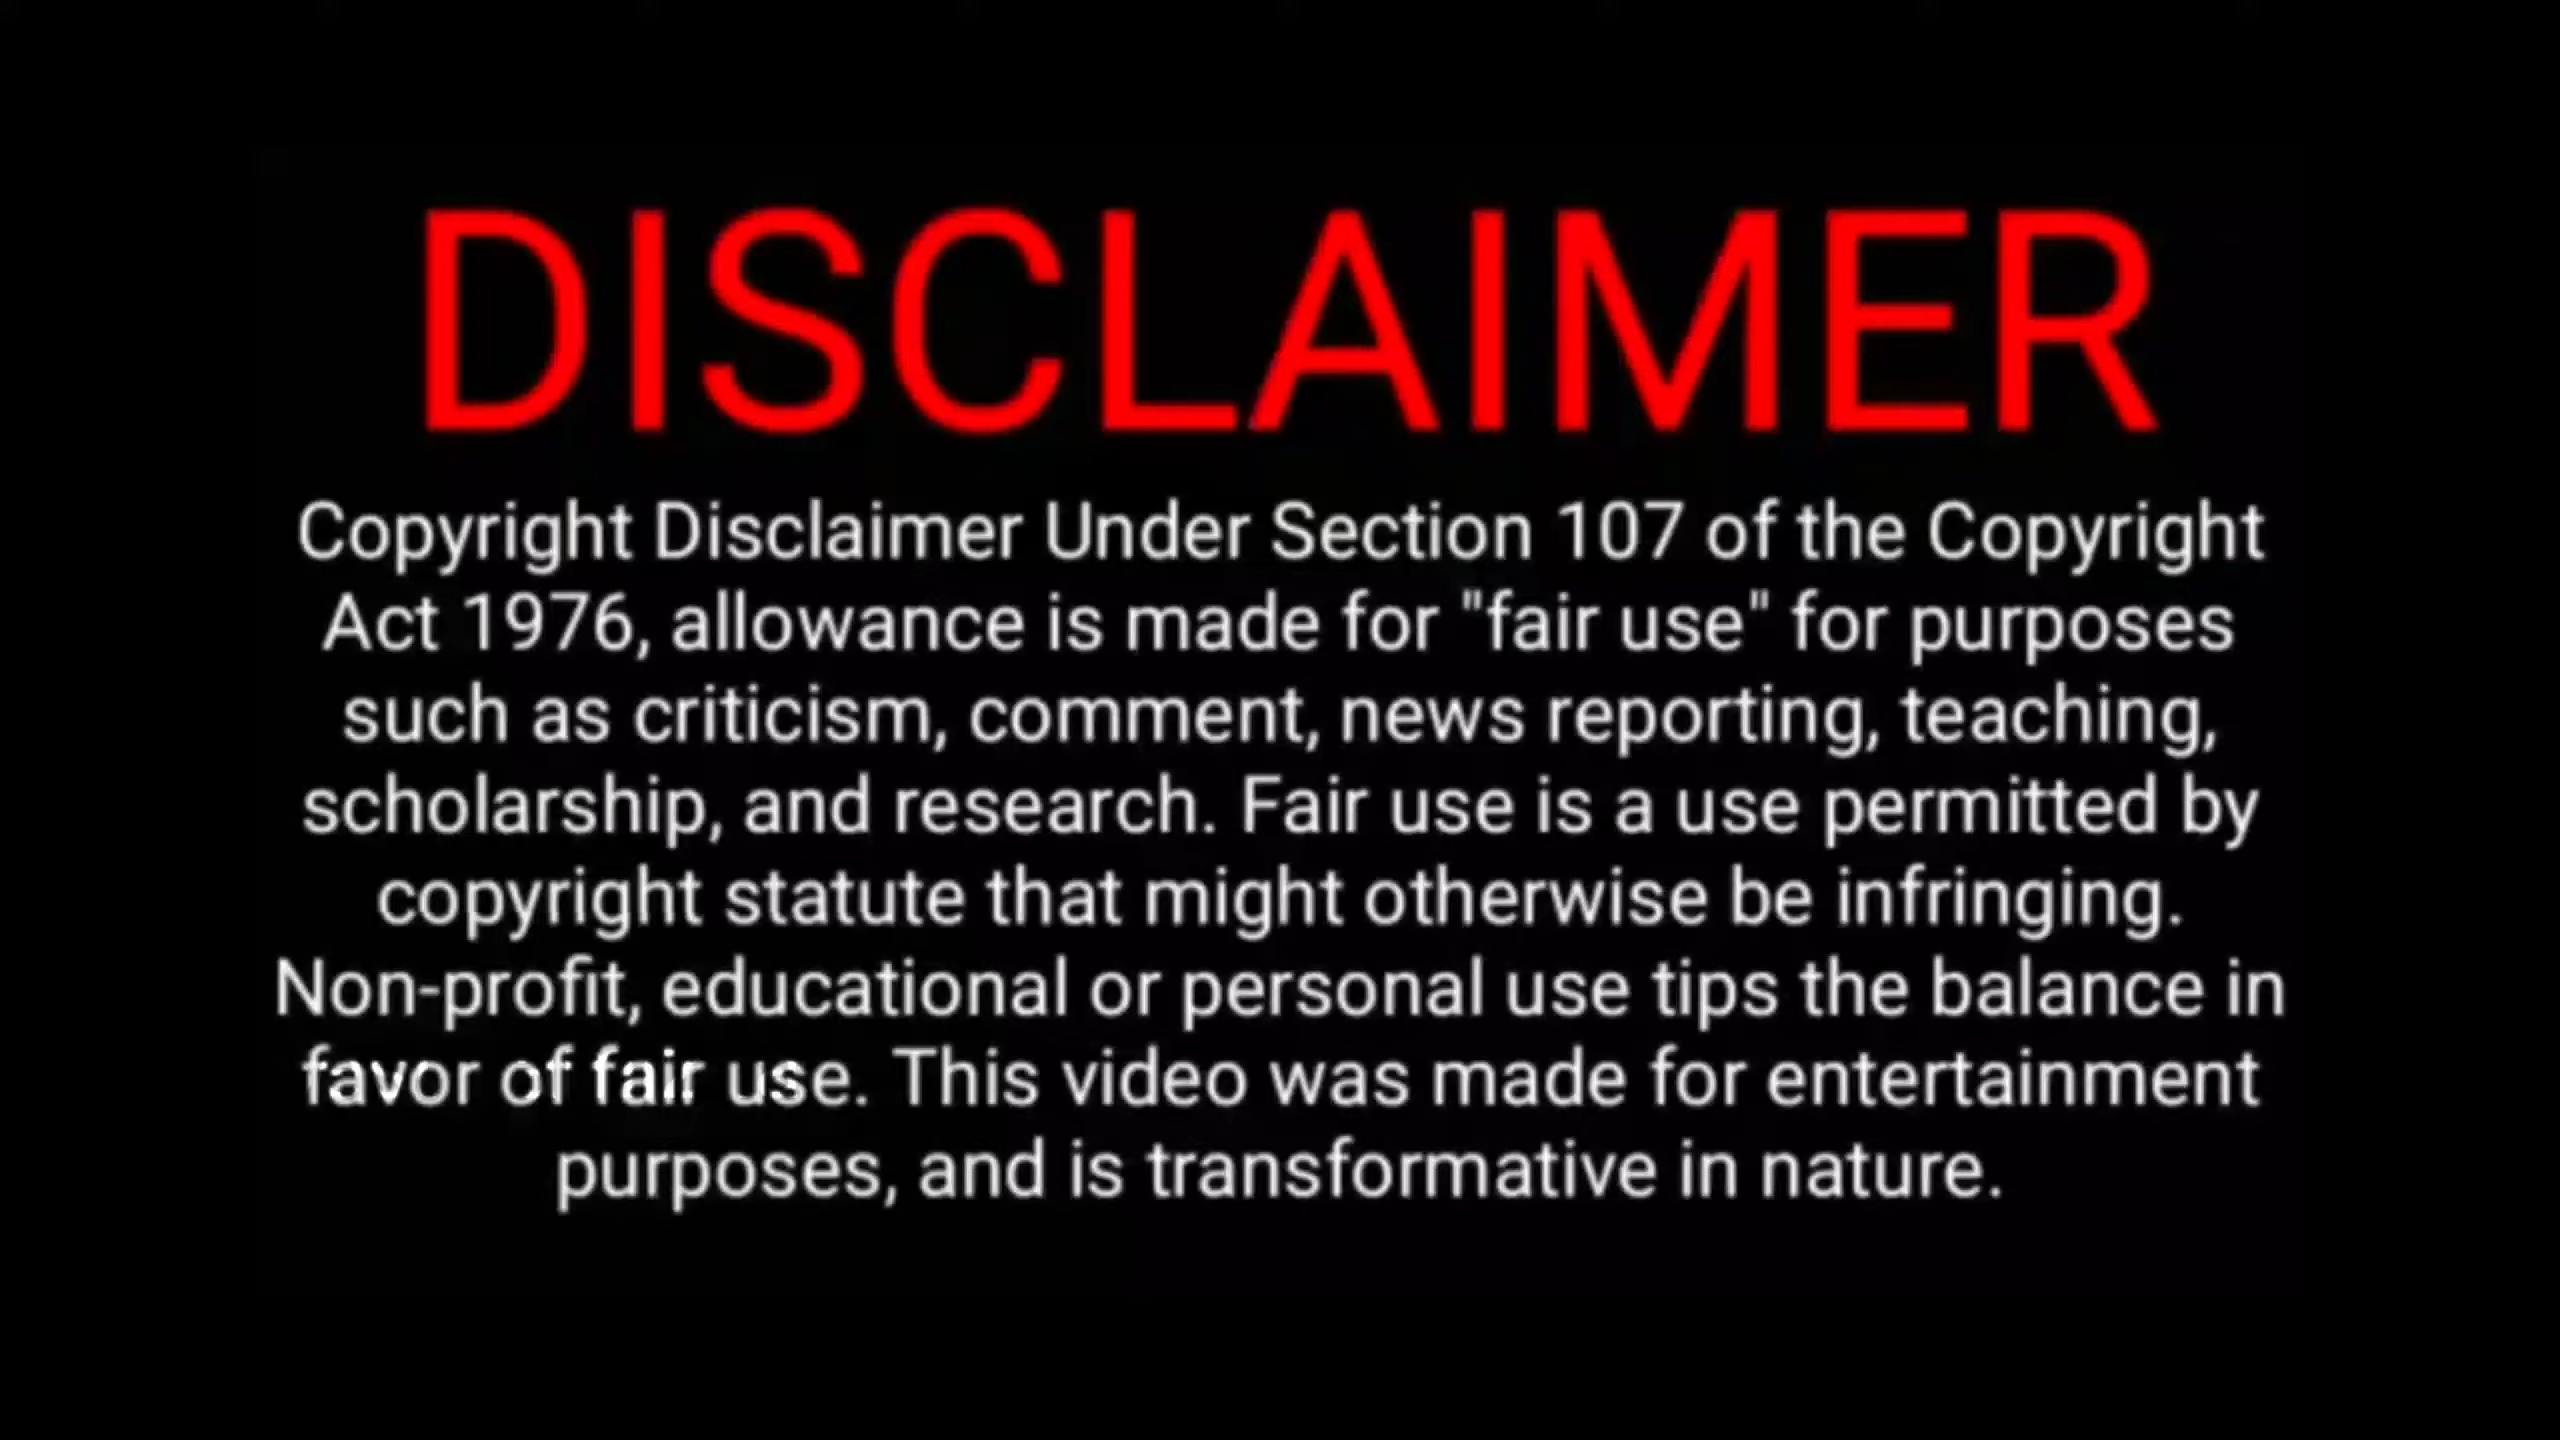 DISCLAIMER
Copyright Disclaimer Under Section 107 of the Copyright
Act 1976, allowance is made for "fair use" for purposes
such as criticism, comment, news reporting, teaching,
scholarship, and research. Fair use is a use permitted by
copyright statute that might otherwise be infringing.
Non-profit, educational or personal use tips the balance in
favor of fair use. This video was made for entertainment
purposes, and is transformative in nature.